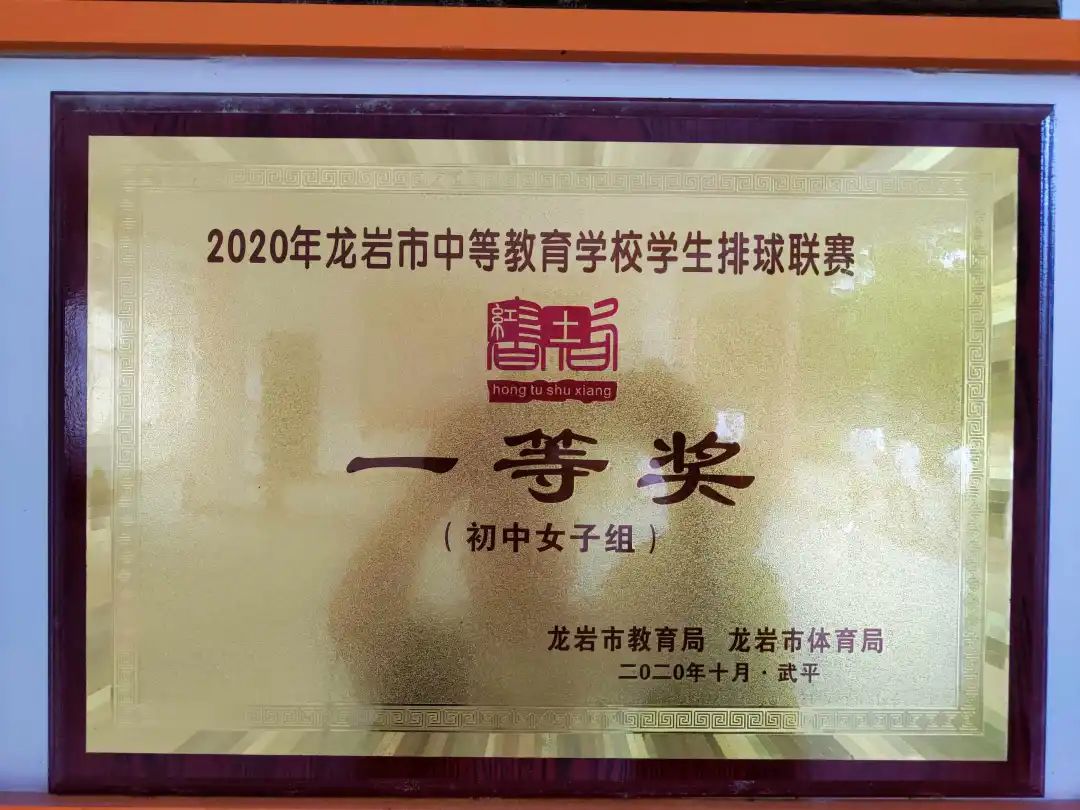 2020年龙岩市中等教育学校学生排球联赛
hong tu shu xiang
一等奖
（初中女子组）
龙岩市教育局 龙岩市体育局
二〇二〇年十月·武平